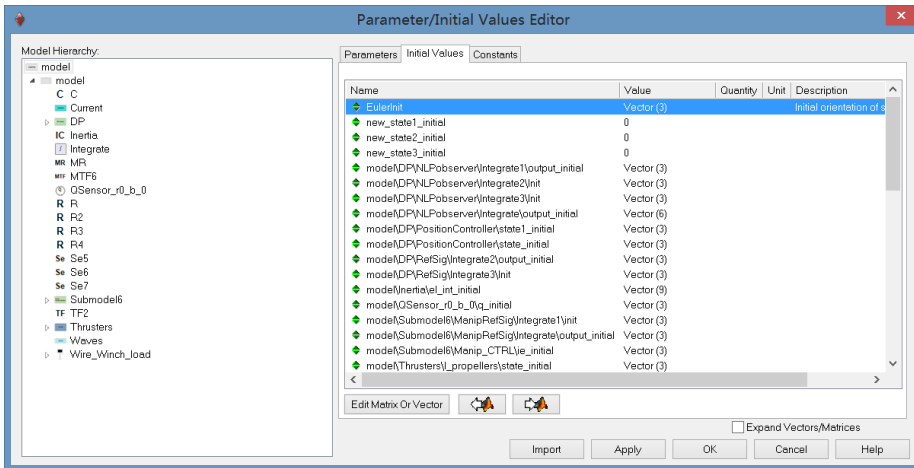 Parameter/Initial Values Editor
Model Hierarchy:
model
model
C C
Current
DP
IC Inertia
Integrate
MR MR
MTF MTF6
QSensor_r0_b_0
R R
R R2
R R3
R R4
Se Se5
Se Se6
Se Se7
Submodel6
TF TF2
Thrusters
Waves
Wire_Winch_load
Parameters Initial Values Constants
Name Value Quantity Unit Description
EulerInit Vector (3) Initial orientation of s
new_state1_initial 0
new_state2_initial 0
new_state3_initial 0
model\DP\NLPobserver\Integrate1\output_initial Vector (3)
model\DP\NLPobserver\Integrate2\Init Vector (3)
model\DP\NLPobserver\Integrate3\Init Vector (3)
model\DP\NLPobserver\Integrate\output_initial Vector (6)
model\DP\PositionController\state1_initial Vector (3)
model\DP\PositionController\state_initial Vector (3)
model\DP\RefSig\Integrate2\output_initial Vector (3)
model\DP\RefSig\Integrate3\Init Vector (3)
model\Inertia\el_int_initial Vector (9)
model\QSensor_r0_b_0\q_initial Vector (3)
model\Submodel6\ManipRefSig\Integrate1\init Vector (3)
model\Submodel6\ManipRefSig\Integrate\output_initial Vector (3)
model\Submodel6\Manip_CTRL\ie_initial Vector (3)
model\Thrusters\I_propellers\state_initial Vector (3)
Edit Matrix Or Vector
Expand Vectors/Matrices
Import Apply OK Cancel Help